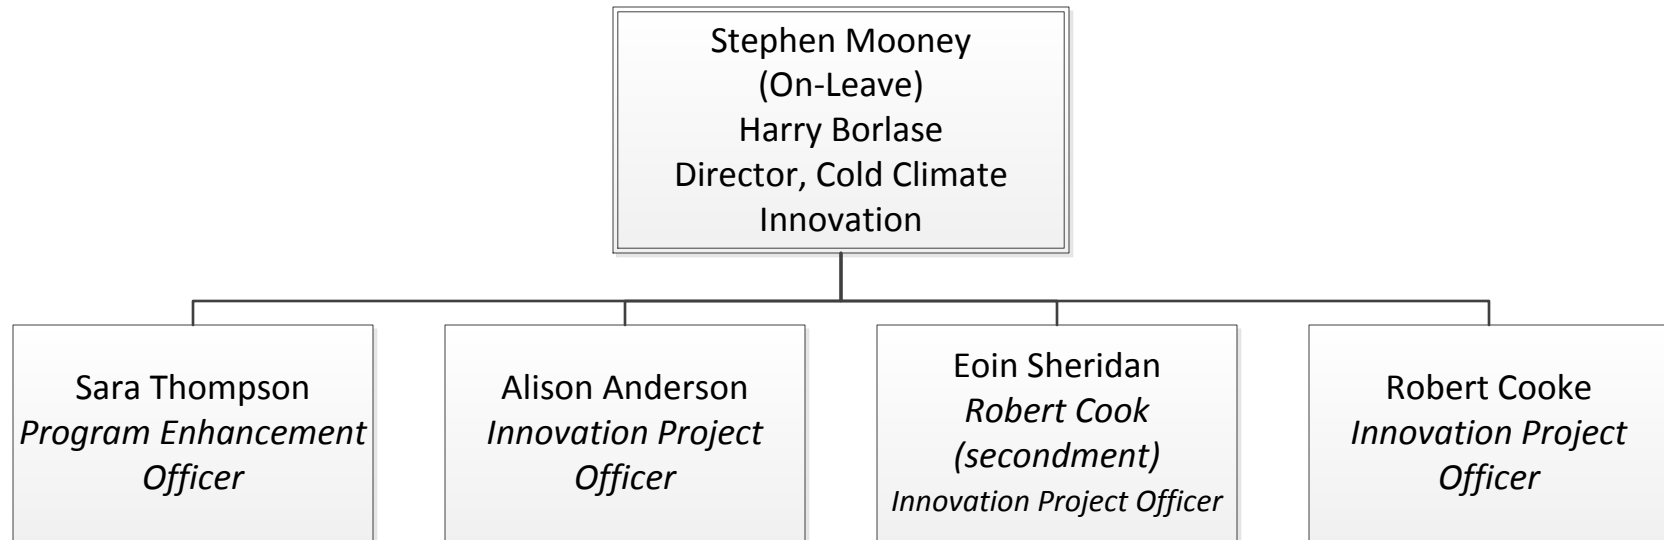 Stephen Mooney
(On-Leave)
Harry Borlase
Director, Cold Climate
Innovation
Sara Thompson
Program Enhancement
Officer
Alison Anderson
Innovation Project
Officer
Eoin Sheridan
Robert Cook
(secondment)
Innovation Project Officer
Robert Cooke
Innovation Project
Officer